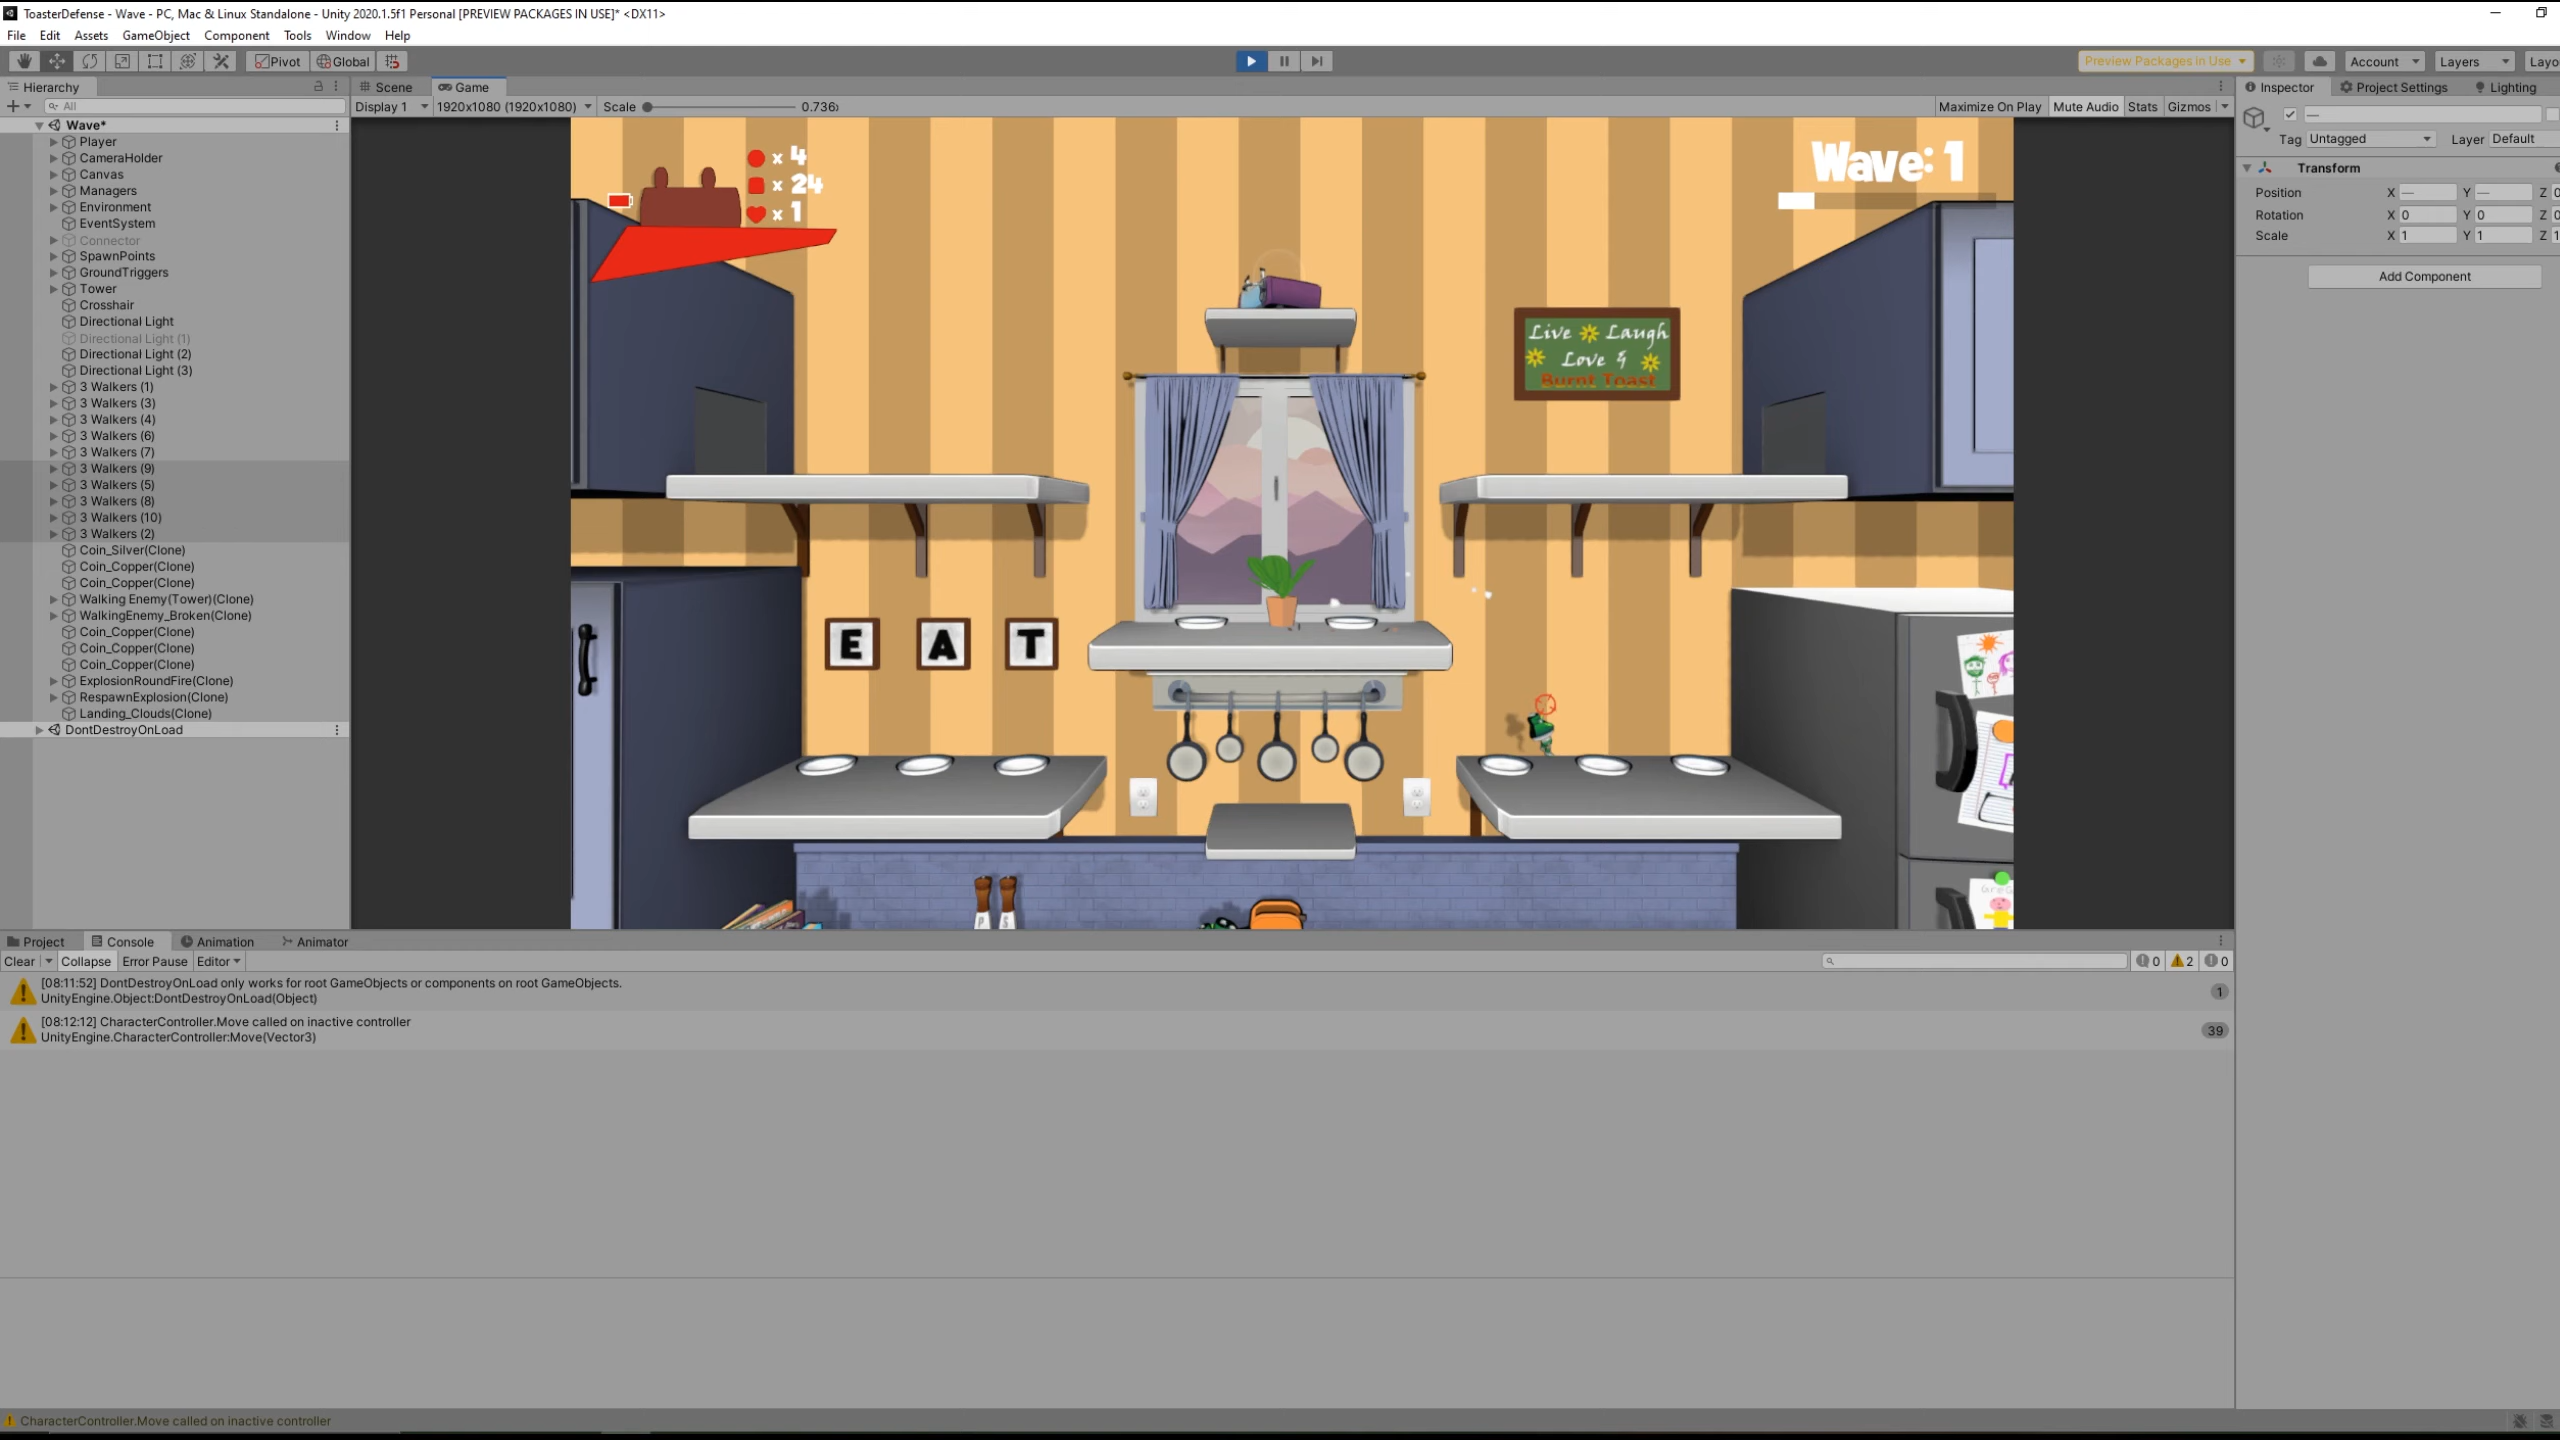 ToasterDefense - Wave - PC, Mac & Linux Standalone - Unity 2020.1.5f1 Personal [PREVIEW PACKAGES IN USE]* <DX11>
File Edit Assets GameObject Component Tools Window Help
Pivot Global Preview Packages in Use Account Layers Layo
Hierarchy
All
Wave*
Player
CameraHolder
Canvas
Managers
Environment
EventSystem
Connector
SpawnPoints
GroundTriggers
Tower
Crosshair
Directional Light
Directional Light (1)
Directional Light (2)
Directional Light (3)
3 Walkers (1)
3 Walkers (3)
3 Walkers (4)
3 Walkers (6)
3 Walkers (7)
3 Walkers (9)
3 Walkers (5)
3 Walkers (8)
3 Walkers (10)
3 Walkers (2)
Coin_Silver(Clone)
Coin_Copper(Clone)
Coin_Copper(Clone)
Walking Enemy(Tower)(Clone)
WalkingEnemy_Broken(Clone)
Coin_Copper(Clone)
Coin_Copper(Clone)
Coin_Copper(Clone)
ExplosionRoundFire(Clone)
RespawnExplosion(Clone)
Landing_Clouds(Clone)
DontDestroyOnLoad
Scene Game
Display 1 1920x1080 (1920x1080) Scale 0.736x Maximize On Play Mute Audio Stats Gizmos
x 4
x 24
x 1
Wave: 1
Live Laugh
Love &
Burnt Toast
E A T
P S
Inspector Project Settings Lighting
Tag Untagged Layer Default
Transform
Position X — Y — Z 0
Rotation X 0 Y 0 Z 0
Scale X 1 Y 1 Z 1
Add Component
Project Console Animation Animator
Clear Collapse Error Pause Editor 0 2 0
[08:11:52] DontDestroyOnLoad only works for root GameObjects or components on root GameObjects.
UnityEngine.Object:DontDestroyOnLoad(Object)
1
[08:12:12] CharacterController.Move called on inactive controller
UnityEngine.CharacterController:Move(Vector3)
39
CharacterController.Move called on inactive controller